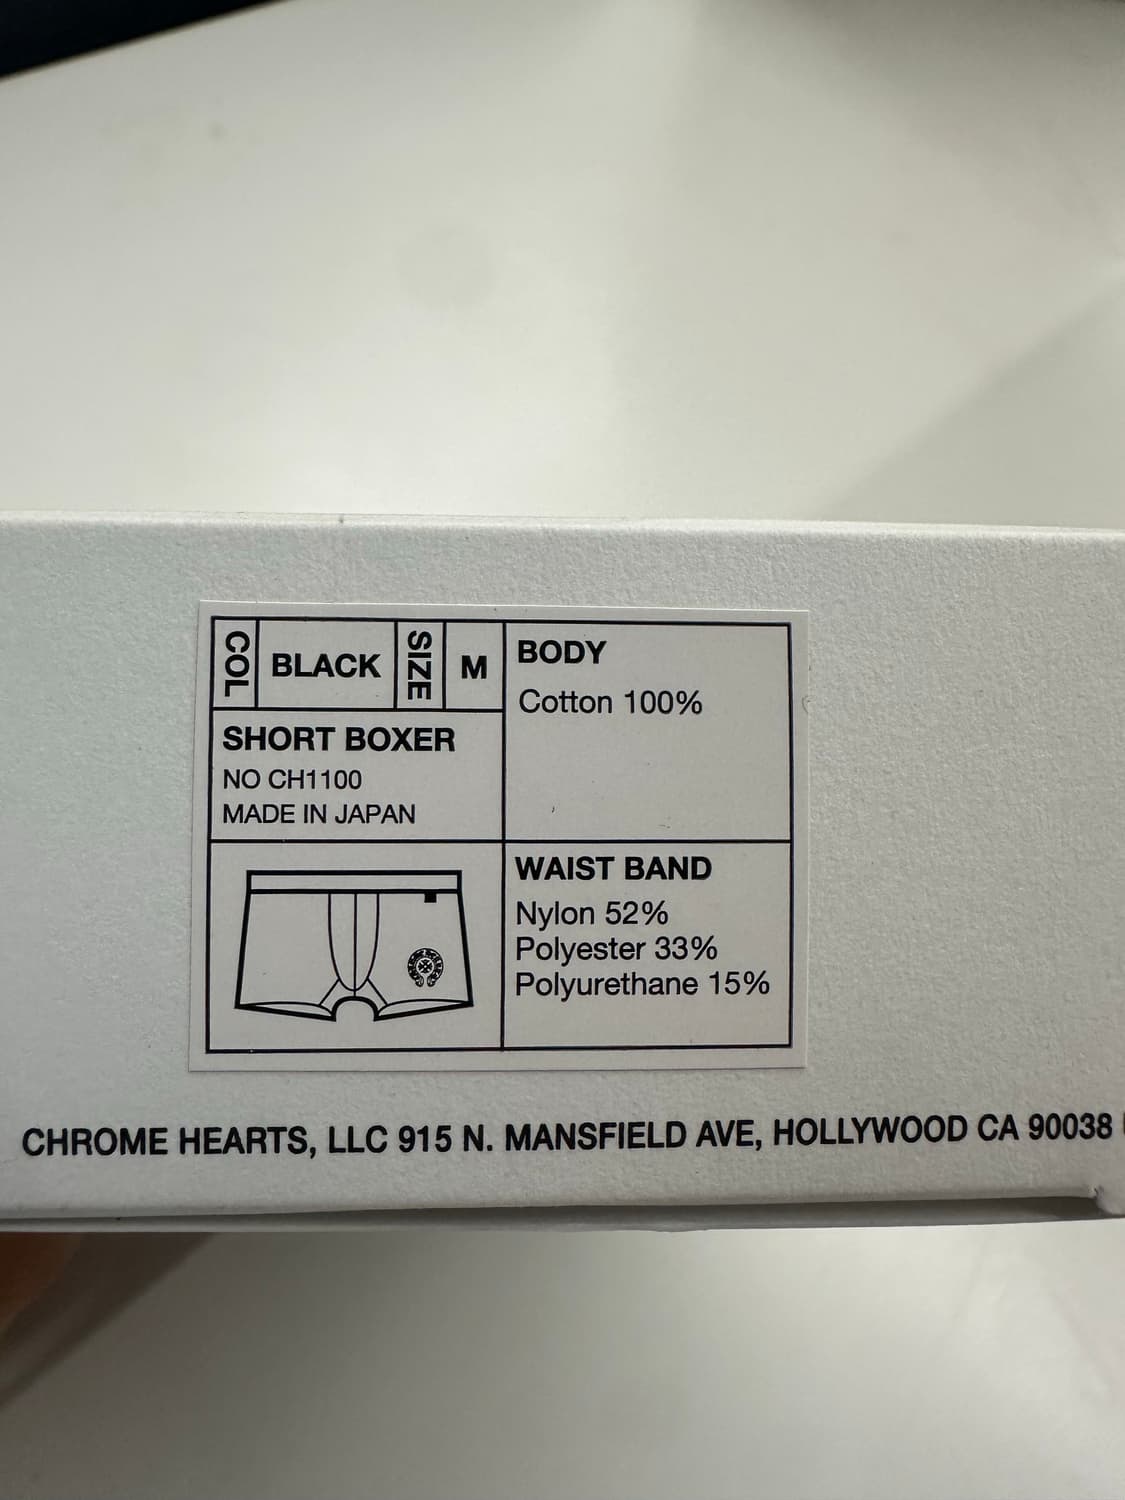 COL BLACK SIZE M
SHORT BOXER
NO CH1100
MADE IN JAPAN
BODY
Cotton 100%
WAIST BAND
Nylon 52%
Polyester 33%
Polyurethane 15%
CHROME HEARTS, LLC 915 N. MANSFIELD AVE, HOLLYWOOD CA 90038